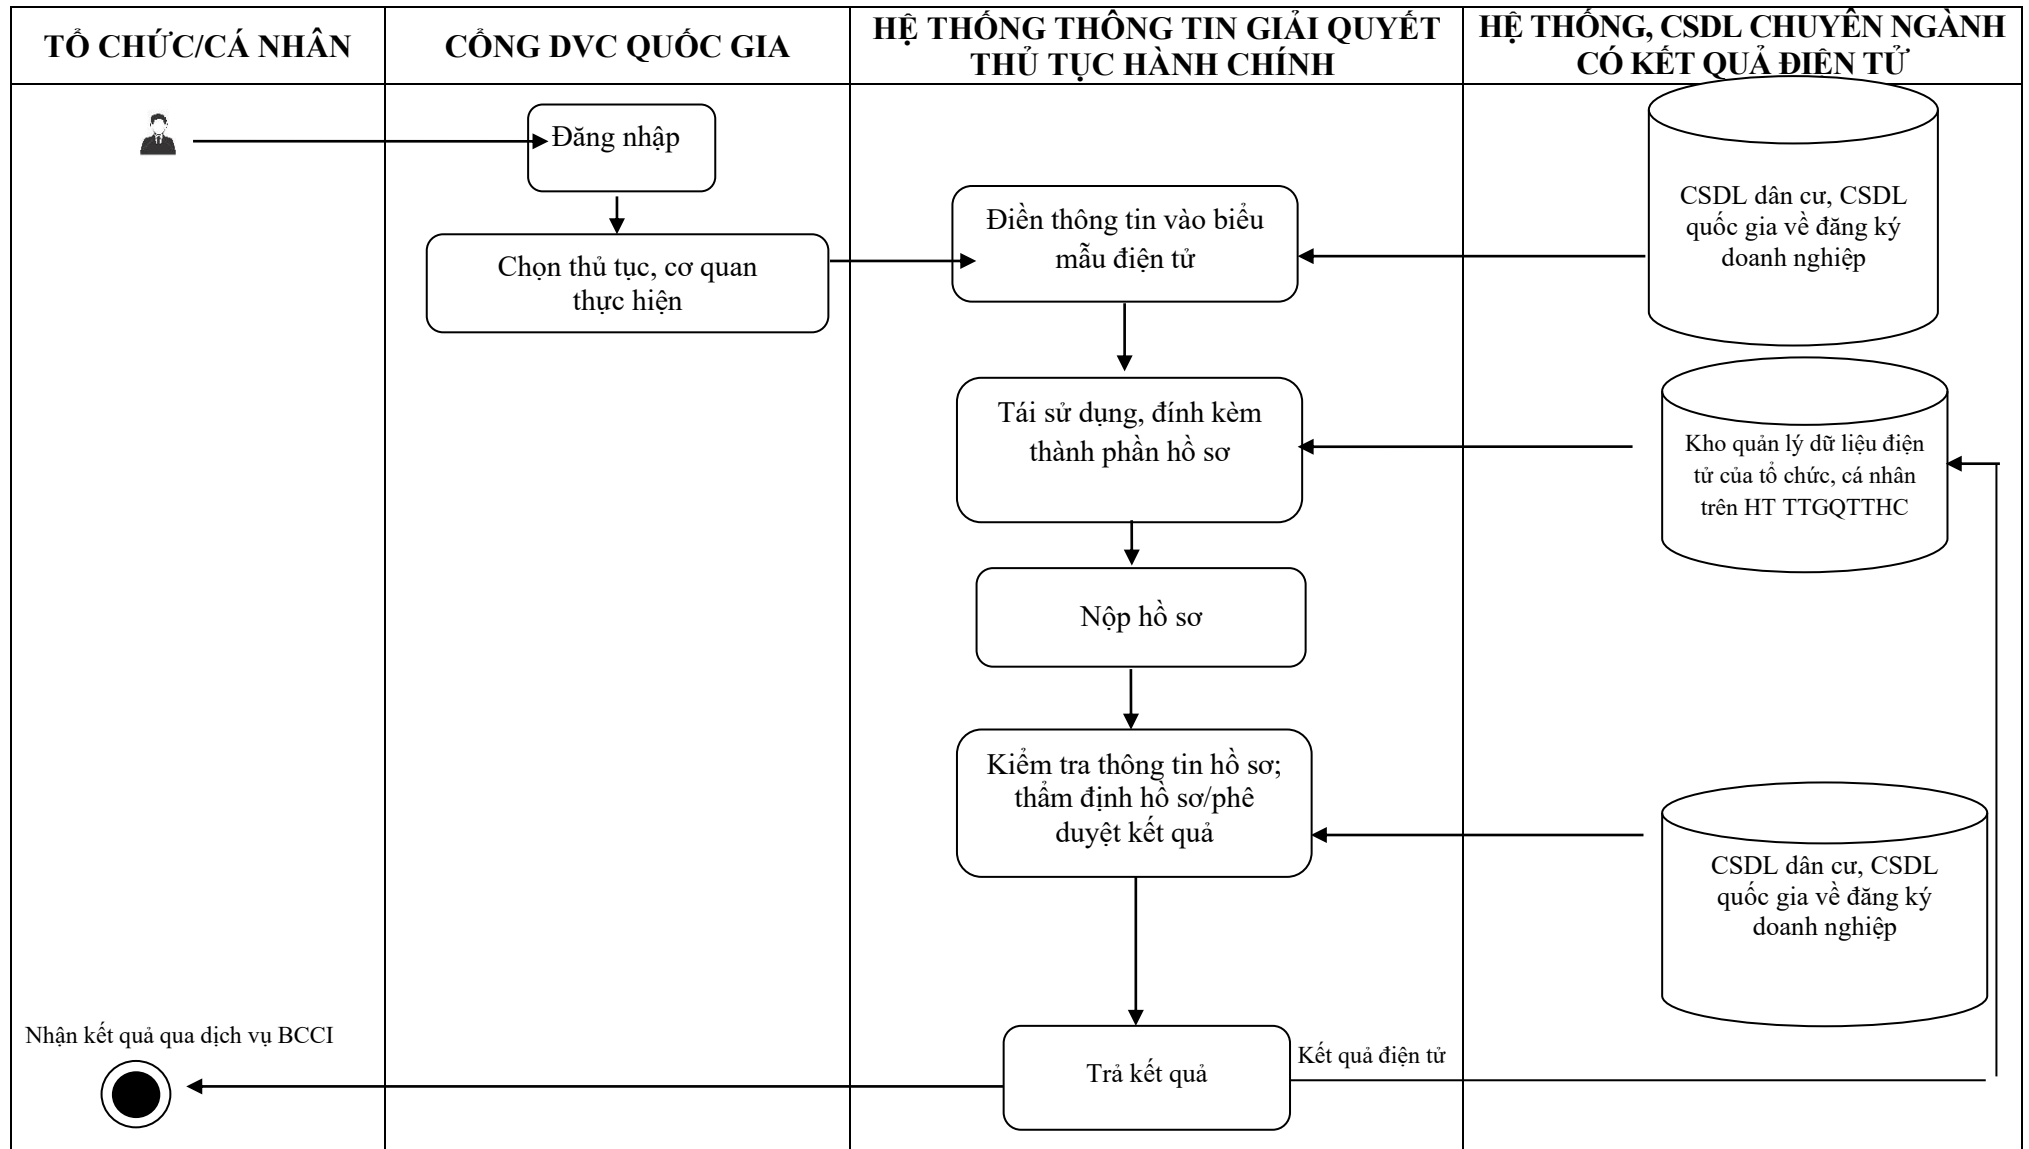 TỔ CHỨC/CÁ NHÂN
CỔNG DVC QUỐC GIA
HỆ THỐNG THÔNG TIN GIẢI QUYẾT
THỦ TỤC HÀNH CHÍNH
HỆ THỐNG, CSDL CHUYÊN NGÀNH
CÓ KẾT QUẢ ĐIỆN TỬ
Đăng nhập
Chọn thủ tục, cơ quan
thực hiện
Điền thông tin vào biểu
mẫu điện tử
CSDL dân cư, CSDL
quốc gia về đăng ký
doanh nghiệp
Tái sử dụng, đính kèm
thành phần hồ sơ
Kho quản lý dữ liệu điện
tử của tổ chức, cá nhân
trên HT TTGQTTHC
Nộp hồ sơ
Kiểm tra thông tin hồ sơ;
thẩm định hồ sơ/phê
duyệt kết quả
CSDL dân cư, CSDL
quốc gia về đăng ký
doanh nghiệp
Nhận kết quả qua dịch vụ BCCI
Trả kết quả
Kết quả điện tử